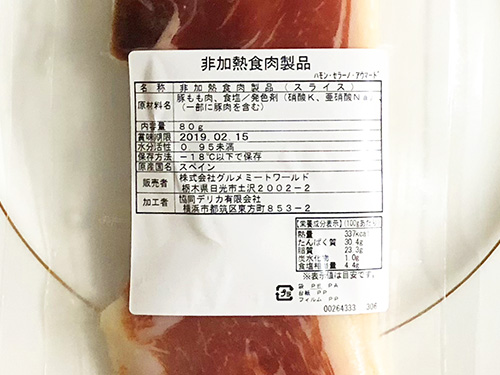 非加熱食肉製品
ハモン・セラーノ・アウマード
名称 非加熱食肉製品(スライス)
原材料名 豚もも肉、食塩/発色剤(硝酸K、亜硝酸Na)、
(一部に豚肉を含む)
内容量 80g
賞味期限 2019.02.15
水分活性 0.95未満
保存方法 -18℃以下で保存
原産国名 スペイン
販売者 株式会社グルメミートワールド
栃木県日光市土沢2002-2
加工者 協同デリカ有限会社
横浜市都筑区東方町853-2
【栄養成分表示】(100gあたり)
熱量 337kcal
たんぱく質 30.4g
脂質 23.3g
炭水化物 1.0g
食塩相当量 4.4g
※表示値は目安です。
プラ
袋 PE PA
台紙 PP
フィルム PP
00264333 306